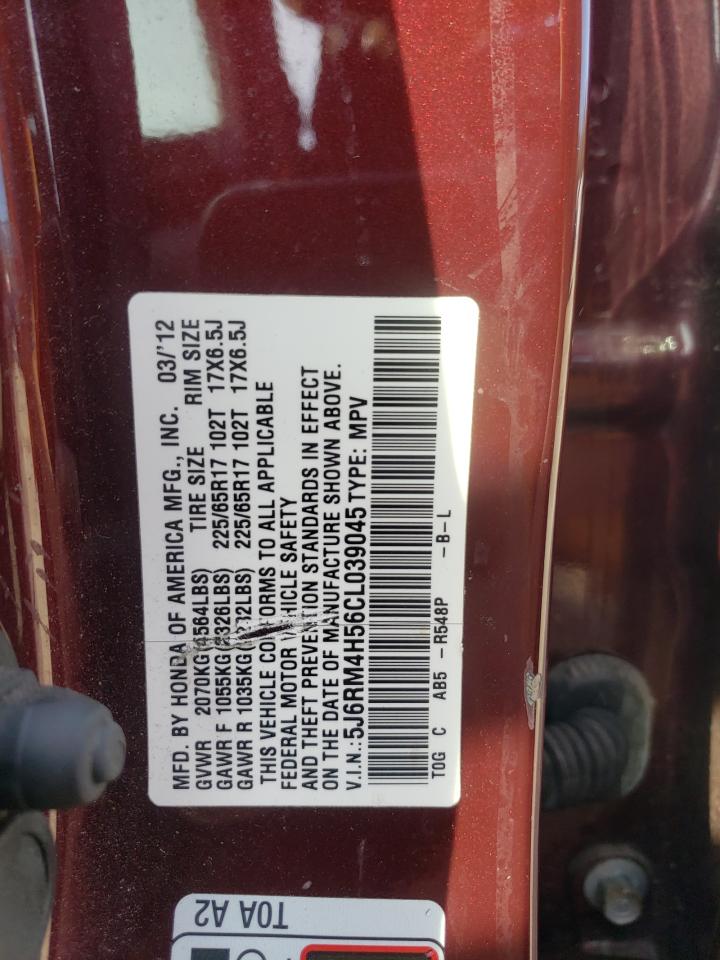 MFD. BY HONDA OF AMERICA MFG., INC. 03/'12
GVWR 2070KG(4564LBS) TIRE SIZE RIM SIZE
GAWR F 1055KG(2326LBS) 225/65R17 102T 17X6.5J
GAWR R 1035KG( 225/65R17 102T 17X6.5J
THIS VEHICLE CONFORMS TO ALL APPLICABLE
FEDERAL MOTOR VEHICLE SAFETY
AND THEFT PREVENTION STANDARDS IN EFFECT
ON THE DATE OF MANUFACTURE SHOWN ABOVE.
V.I.N.:5J6RM4H56CL039045 TYPE: MPV
T0G C AB5 -R548P -B-L
T0A A2